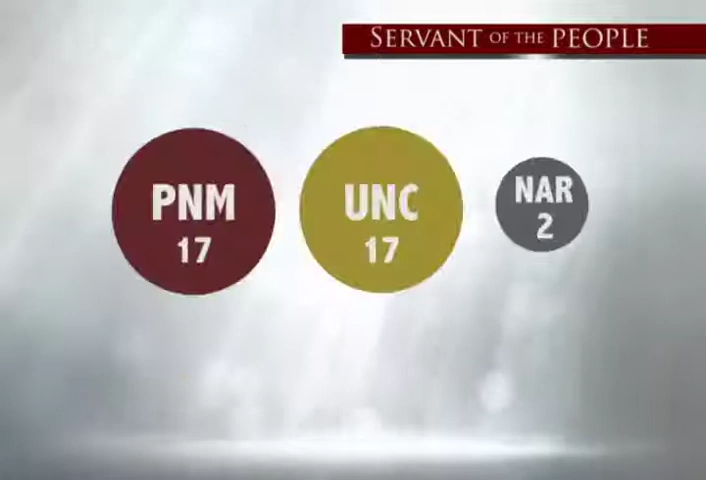 SERVANT OF THE PEOPLE
PNM
17
UNC
17
NAR
2